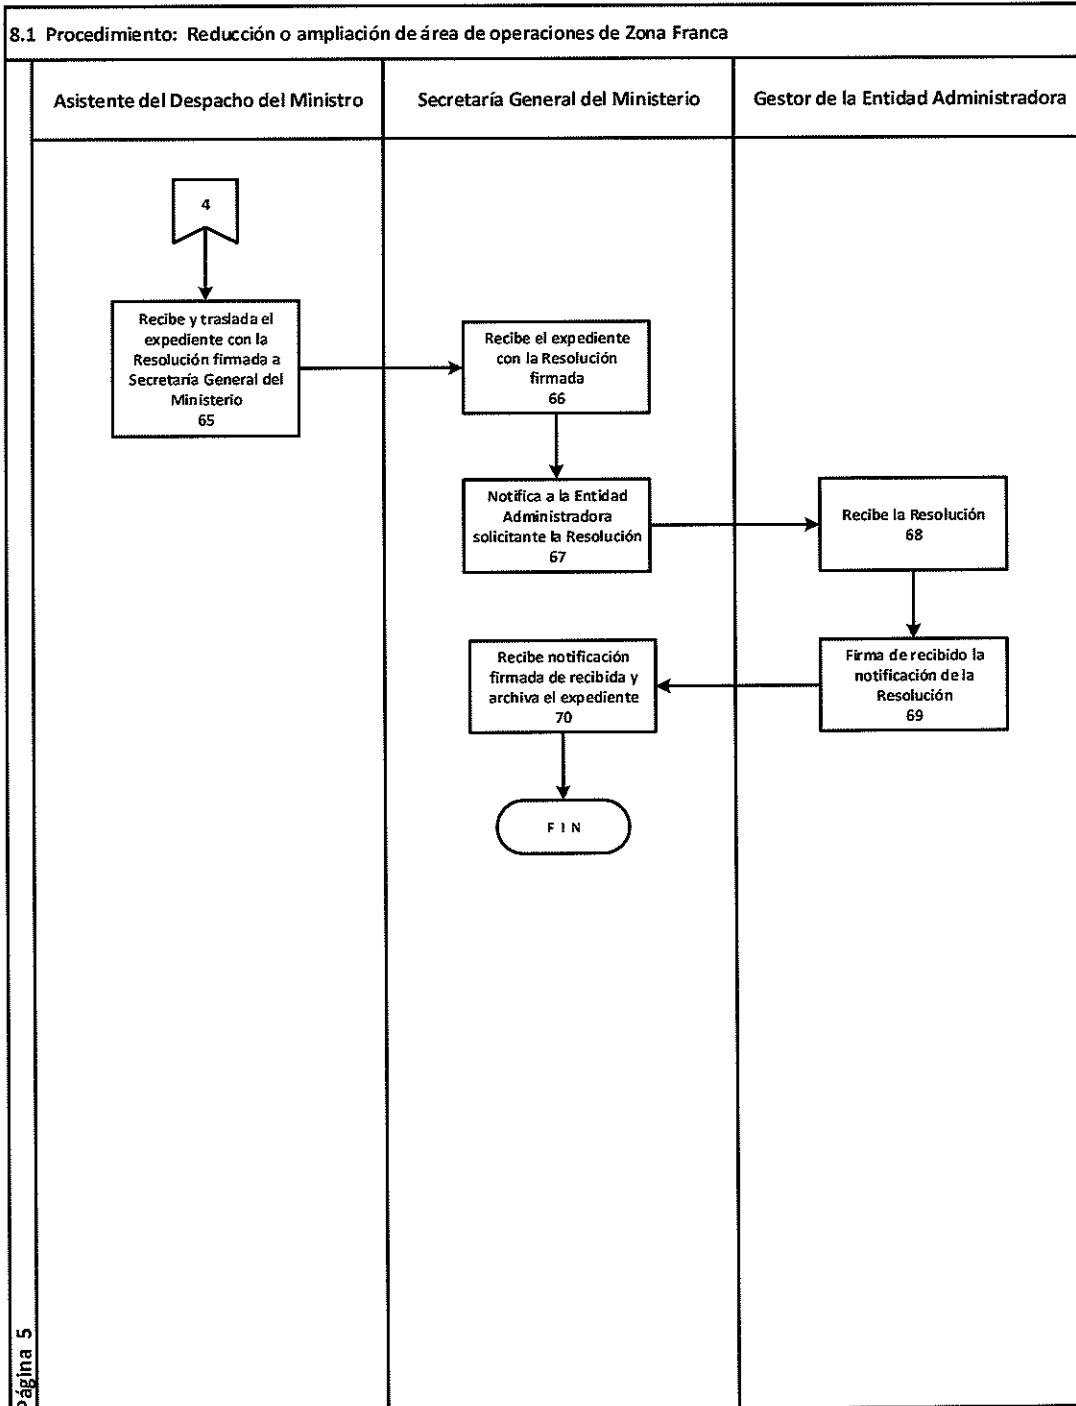 8.1 Procedimiento: Reducción o ampliación de área de operaciones de Zona Franca
Asistente del Despacho del Ministro
Secretaría General del Ministerio
Gestor de la Entidad Administradora
4
Recibe y traslada el
expediente con la
Resolución firmada a
Secretaría General del
Ministerio
65
Recibe el expediente
con la Resolución
firmada
66
Notifica a la Entidad
Administradora
solicitante la Resolución
67
Recibe la Resolución
68
Firma de recibido la
notificación de la
Resolución
69
Recibe notificación
firmada de recibida y
archiva el expediente
70
F I N
Página 5